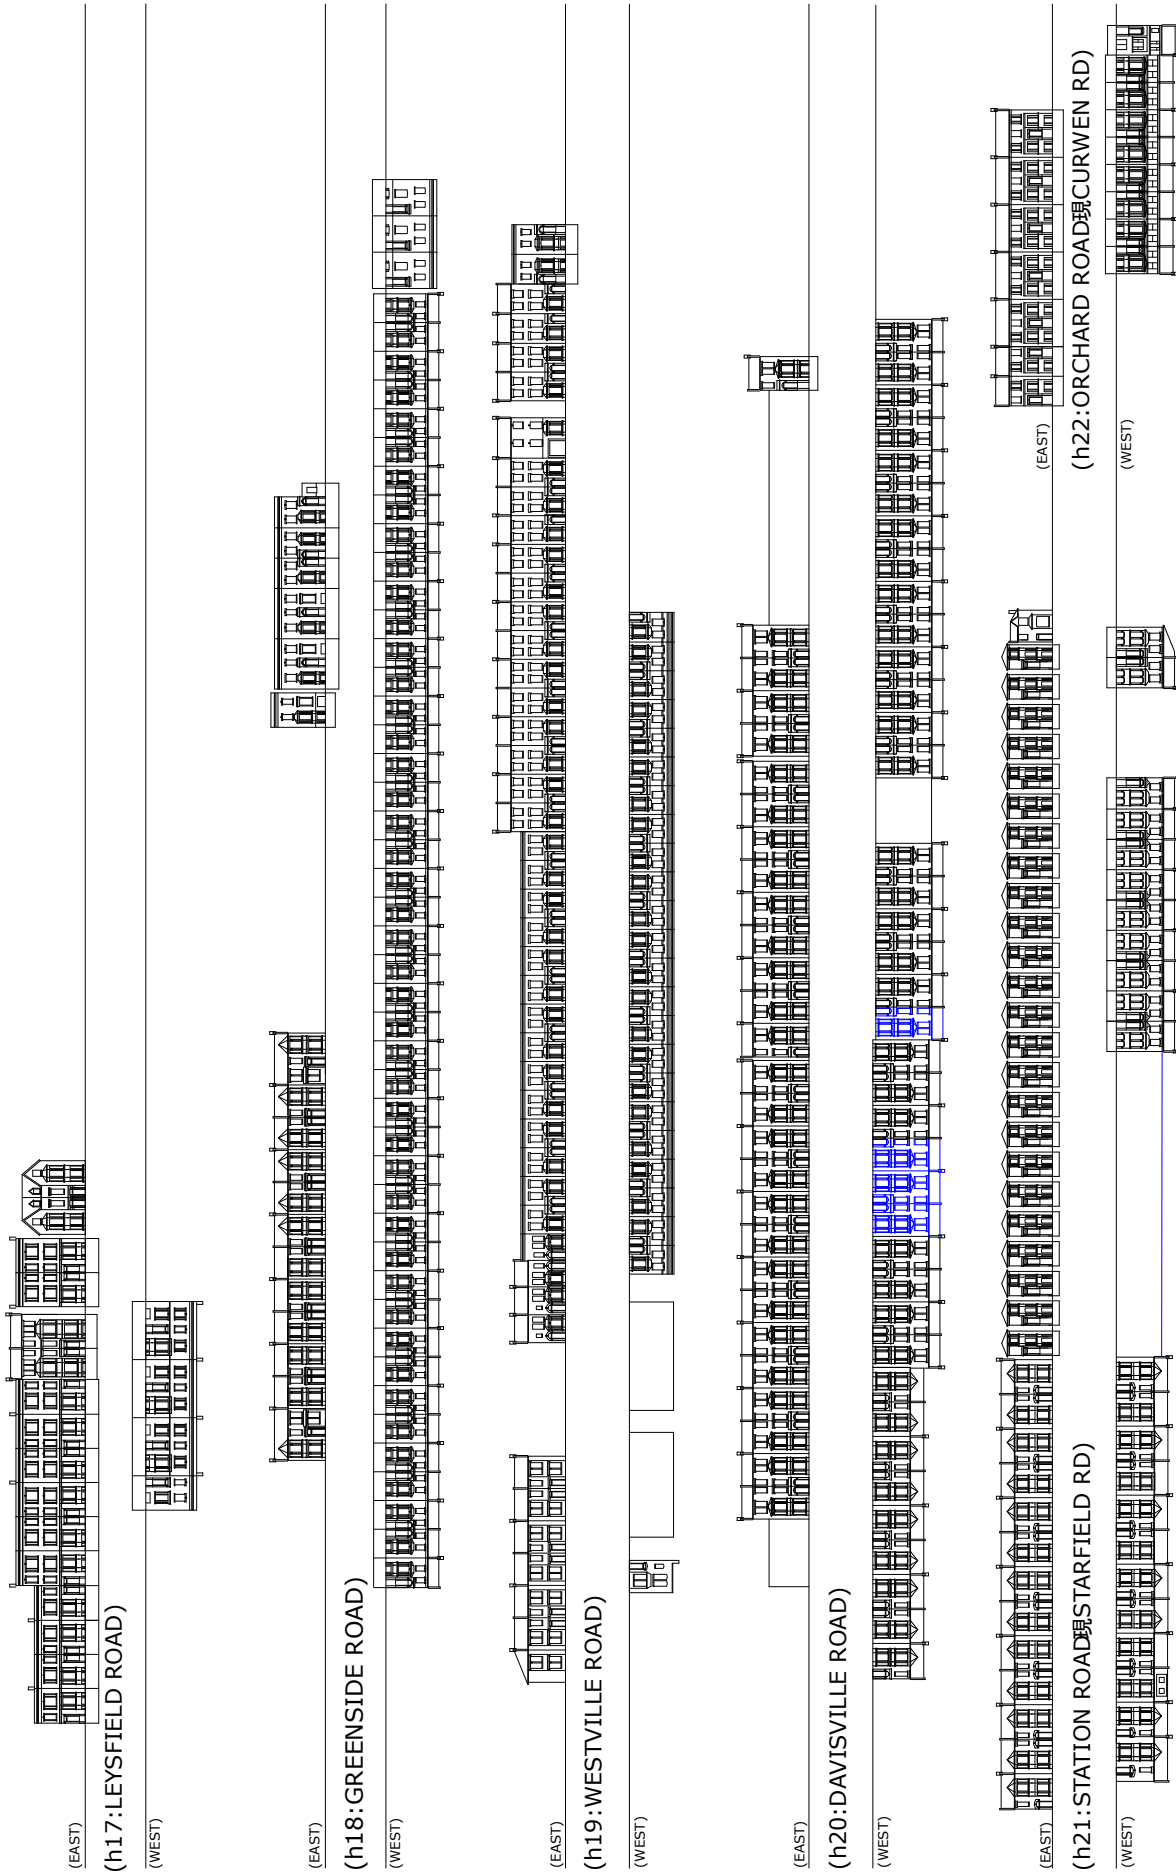 (EAST)
(h17:LEYSFIELD ROAD)
(WEST)
(EAST)
(h18:GREENSIDE ROAD)
(WEST)
(EAST)
(h19:WESTVILLE ROAD)
(WEST)
(EAST)
(h20:DAVISVILLE ROAD)
(WEST)
(EAST)
(h21:STATION ROAD現STARFIELD RD)
(WEST)
(EAST)
(h22:ORCHARD ROAD現CURWEN RD)
(WEST)